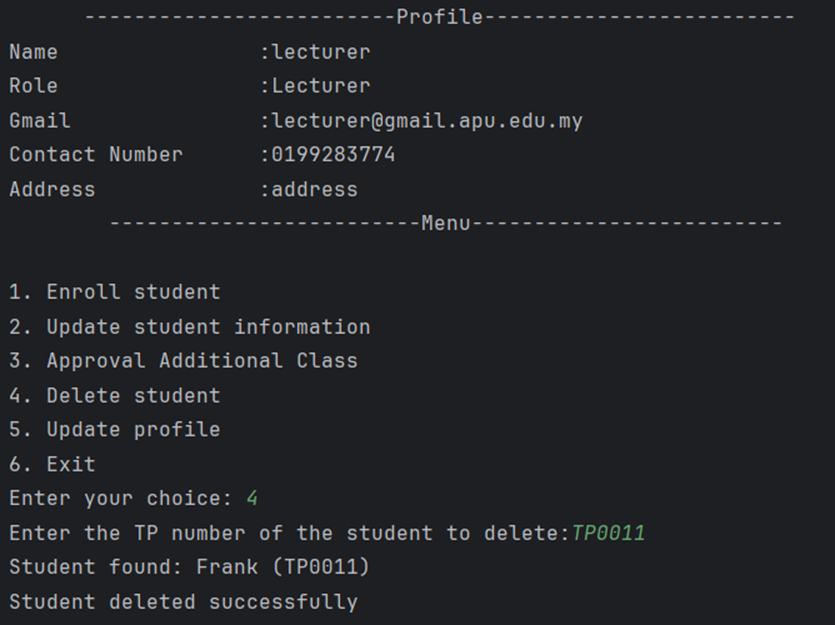 -------------------------Profile-------------------------
Name                :lecturer
Role                :Lecturer
Gmail               :lecturer@gmail.apu.edu.my
Contact Number      :0199283774
Address             :address
-------------------------Menu-------------------------
1. Enroll student
2. Update student information
3. Approval Additional Class
4. Delete student
5. Update profile
6. Exit
Enter your choice: 4
Enter the TP number of the student to delete:TP0011
Student found: Frank (TP0011)
Student deleted successfully